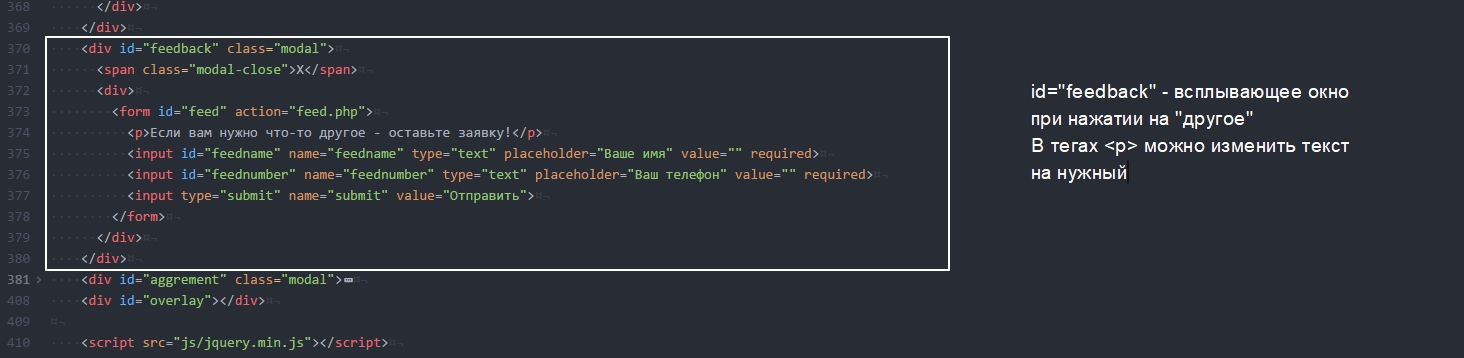 368 </div>
369 </div>
370 <div id="feedback" class="modal">
371 <span class="modal-close">X</span>
372 <div>
373 <form id="feed" action="feed.php">
374 <p>Если вам нужно что-то другое - оставьте заявку!</p>
375 <input id="feedname" name="feedname" type="text" placeholder="Ваше имя" value="" required>
376 <input id="feednumber" name="feednumber" type="text" placeholder="Ваш телефон" value="" required>
377 <input type="submit" name="submit" value="Отправить">
378 </form>
379 </div>
380 </div>
381 <div id="aggrement" class="modal">
408 <div id="overlay"></div>
409
410 <script src="js/jquery.min.js"></script>
id="feedback" - всплывающее окно
при нажатии на "другое"
В тегах <p> можно изменить текст
на нужный